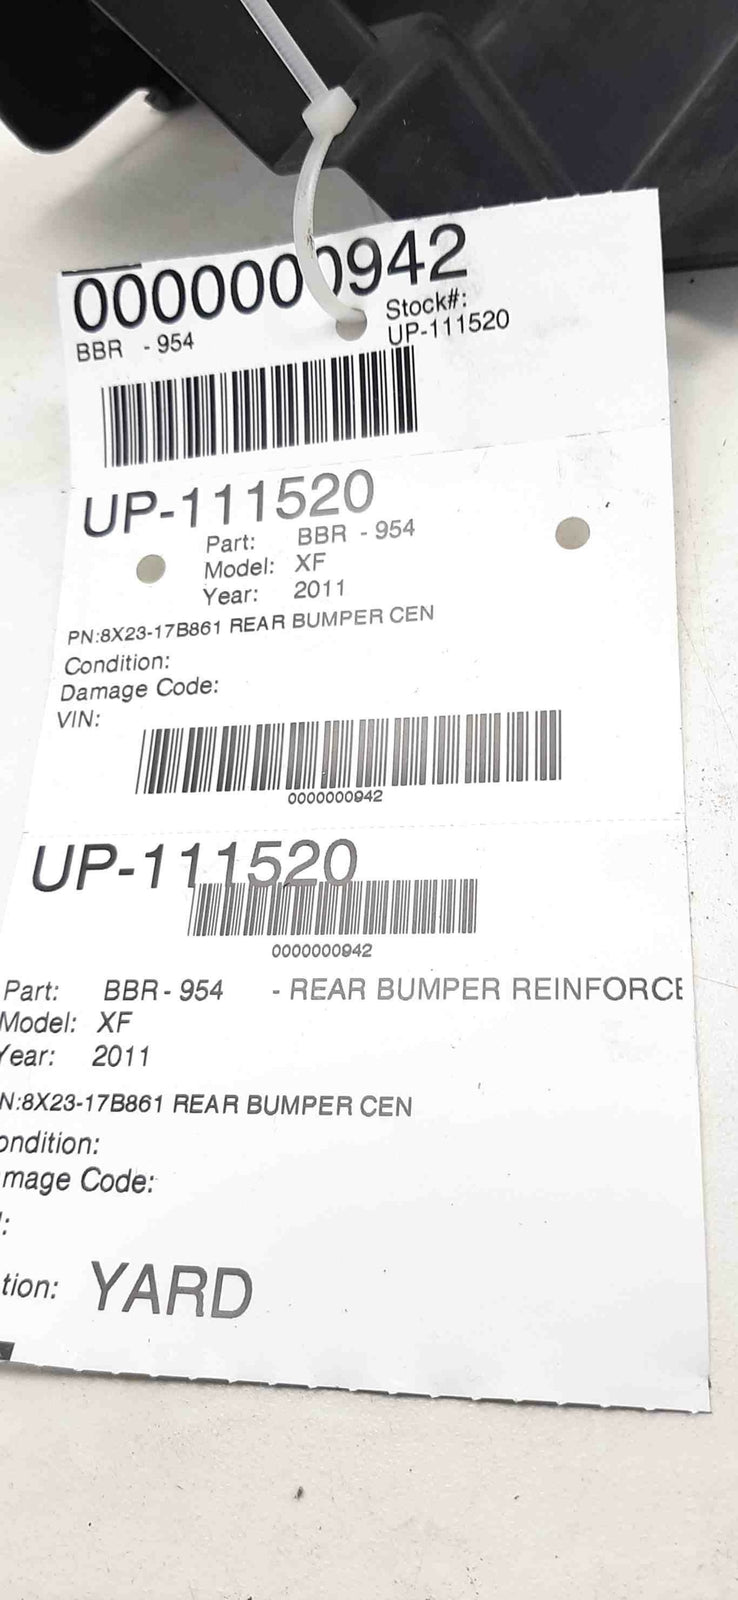 0000000942
BBR - 954
Stock#:
UP-111520
UP-111520
Part: BBR - 954
Model: XF
Year: 2011
PN:8X23-17B861 REAR BUMPER CEN
Condition:
Damage Code:
VIN:
0000000942
UP-111520
0000000942
Part: BBR - 954 - REAR BUMPER REINFORCE
Model: XF
Year: 2011
N:8X23-17B861 REAR BUMPER CEN
ondition:
mage Code:
:
tion: YARD